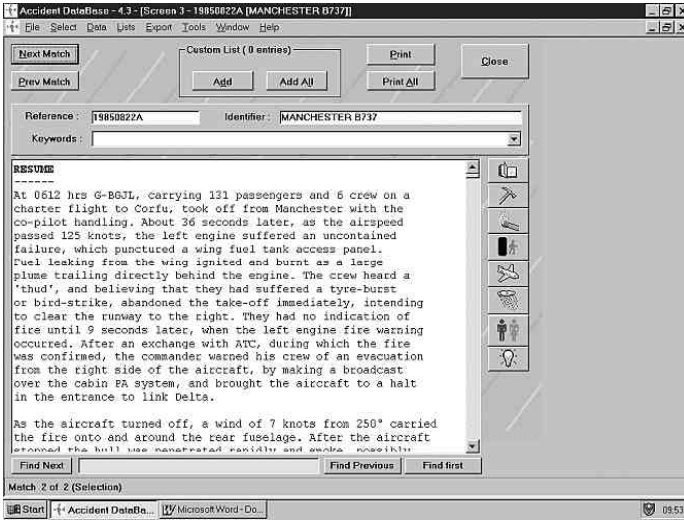 Accident DataBase - 4.3 - [Screen 3 - 19850822A [MANCHESTER B737]]
File Select Data Lists Export Tools Window Help
Next Match
Custom List ( 0 entries)
Print
Close
Prev Match
Add
Add All
Print All
Reference : 19850822A Identifier : MANCHESTER B737
Keywords :
RESUME
------
At 0612 hrs G-BGJL, carrying 131 passengers and 6 crew on a
charter flight to Corfu, took off from Manchester with the
co-pilot handling. About 36 seconds later, as the airspeed
passed 125 knots, the left engine suffered an uncontained
failure, which punctured a wing fuel tank access panel.
Fuel leaking from the wing ignited and burnt as a large
plume trailing directly behind the engine. The crew heard a
'thud', and believing that they had suffered a tyre-burst
or bird-strike, abandoned the take-off immediately, intending
to clear the runway to the right. They had no indication of
fire until 9 seconds later, when the left engine fire warning
occurred. After an exchange with ATC, during which the fire
was confirmed, the commander warned his crew of an evacuation
from the right side of the aircraft, by making a broadcast
over the cabin PA system, and brought the aircraft to a halt
in the entrance to link Delta.
As the aircraft turned off, a wind of 7 knots from 250° carried
the fire onto and around the rear fuselage. After the aircraft
stopped the hull was penetrated rapidly and smoke, possibly
Find Next
Find Previous
Find first
Match 2 of 2 (Selection)
Start
Accident DataBa...
Microsoft Word - Do...
09:53